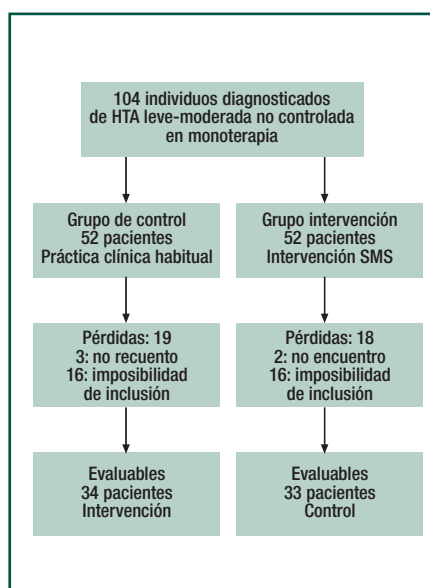 104 individuos diagnosticados
de HTA leve-moderada no controlada
en monoterapia
Grupo de control
52 pacientes
Práctica clínica habitual
Grupo intervención
52 pacientes
Intervención SMS
Pérdidas: 19
3: no recuento
16: imposibilidad
de inclusión
Pérdidas: 18
2: no encuentro
16: imposibilidad
de inclusión
Evaluables
34 pacientes
Intervención
Evaluables
33 pacientes
Control